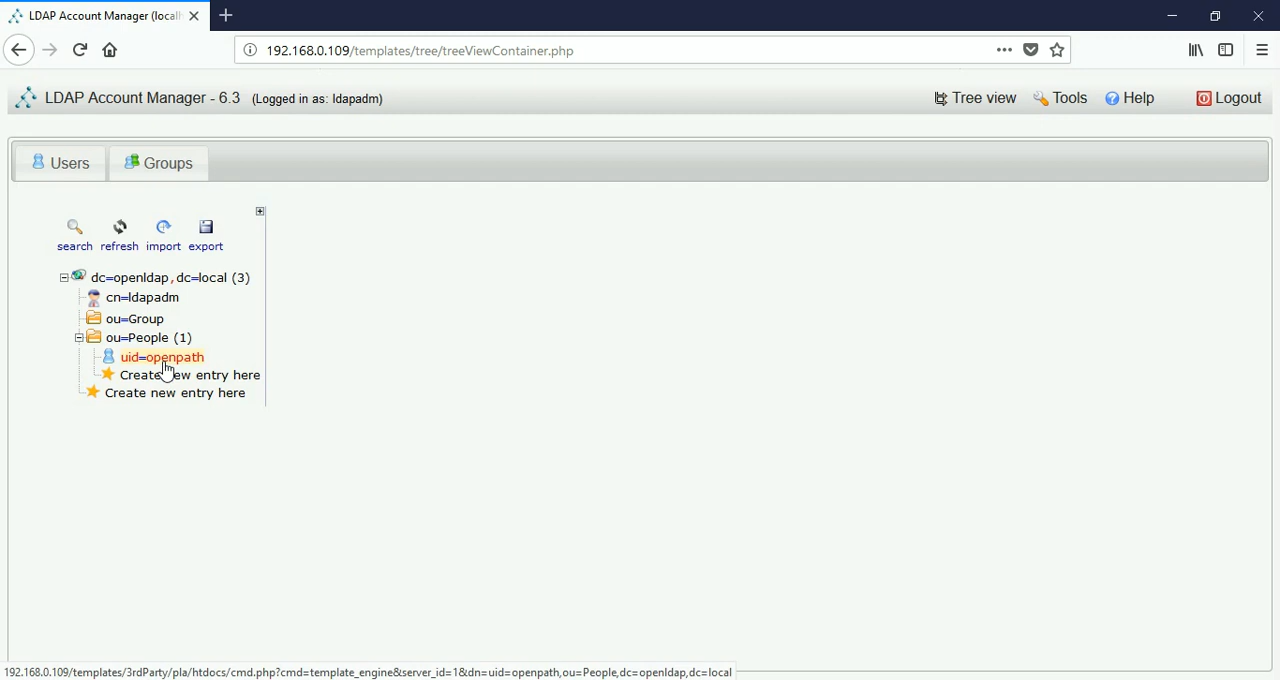 LDAP Account Manager (localh
192.168.0.109/templates/tree/treeViewContainer.php
LDAP Account Manager - 6.3 (Logged in as: ldapadm)
Tree view Tools Help Logout
Users Groups
search refresh import export
dc=openldap,dc=local (3)
cn=ldapadm
ou=Group
ou=People (1)
uid=openpath
Create new entry here
Create new entry here
192.168.0.109/templates/3rdParty/pla/htdocs/cmd.php?cmd=template_engine&server_id=1&dn=uid=openpath,ou=People,dc=openldap,dc=local